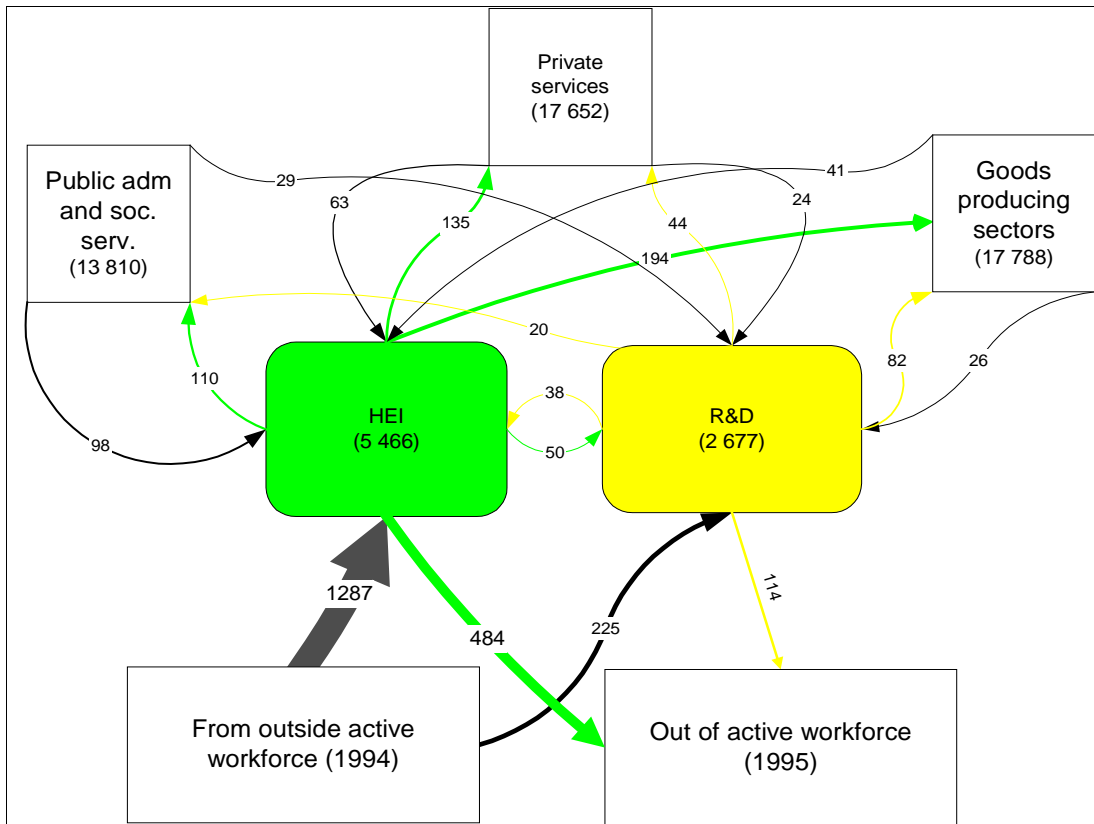 Private
services
(17 652)
Public adm
and soc.
serv.
(13 810)
Goods
producing
sectors
(17 788)
29
63
135
44
24
41
194
20
110
98
38
50
82
26
HEI
(5 466)
R&D
(2 677)
1287
484
225
114
From outside active
workforce (1994)
Out of active workforce
(1995)